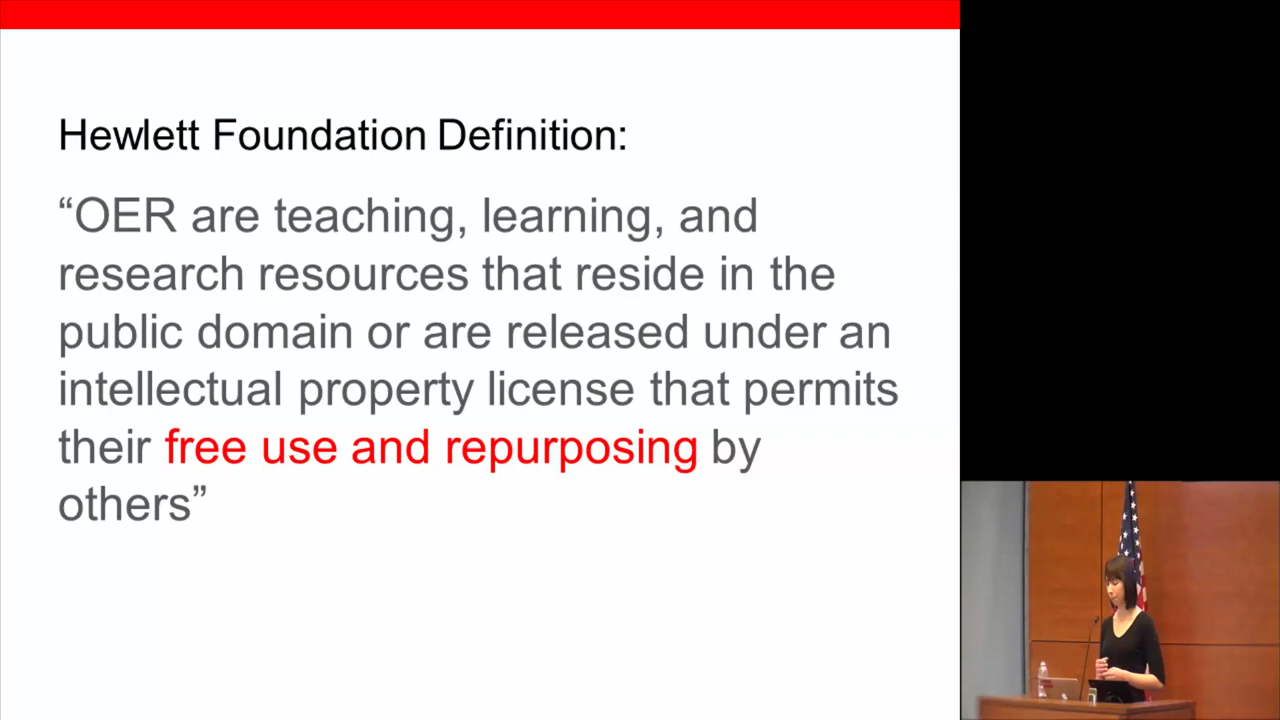 Hewlett Foundation Definition:
“OER are teaching, learning, and
research resources that reside in the
public domain or are released under an
intellectual property license that permits
their free use and repurposing by
others”